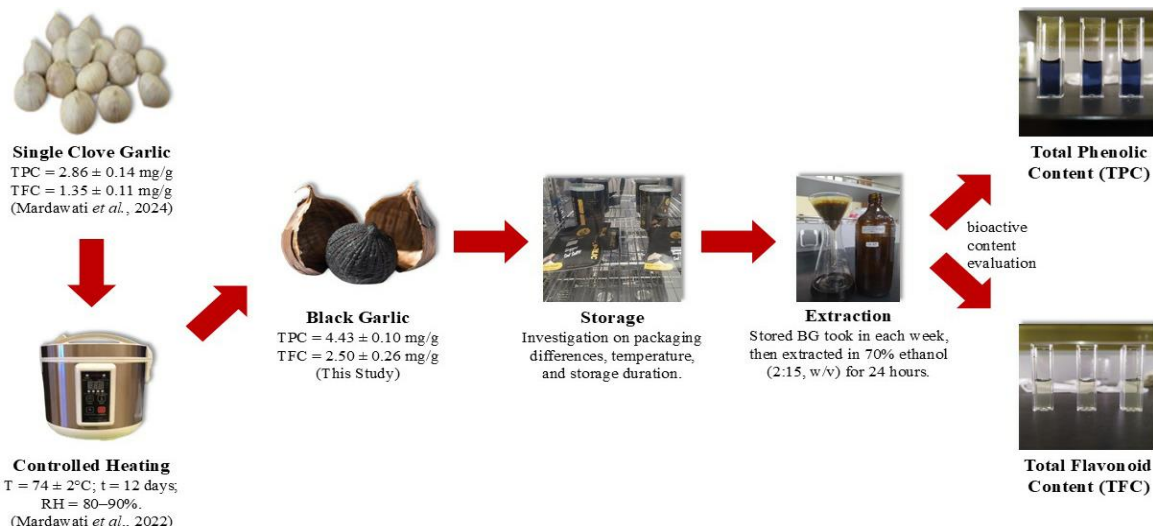 Single Clove Garlic
TPC = 2.86 ± 0.14 mg/g
TFC = 1.35 ± 0.11 mg/g
(Mardawati et al., 2024)
Controlled Heating
T = 74 ± 2°C; t = 12 days;
RH = 80–90%.
(Mardawati et al., 2022)
Black Garlic
TPC = 4.43 ± 0.10 mg/g
TFC = 2.50 ± 0.26 mg/g
(This Study)
Storage
Investigation on packaging
differences, temperature,
and storage duration.
Extraction
Stored BG took in each week,
then extracted in 70% ethanol
(2:15, w/v) for 24 hours.
bioactive
content
evaluation
Total Phenolic
Content (TPC)
Total Flavonoid
Content (TFC)